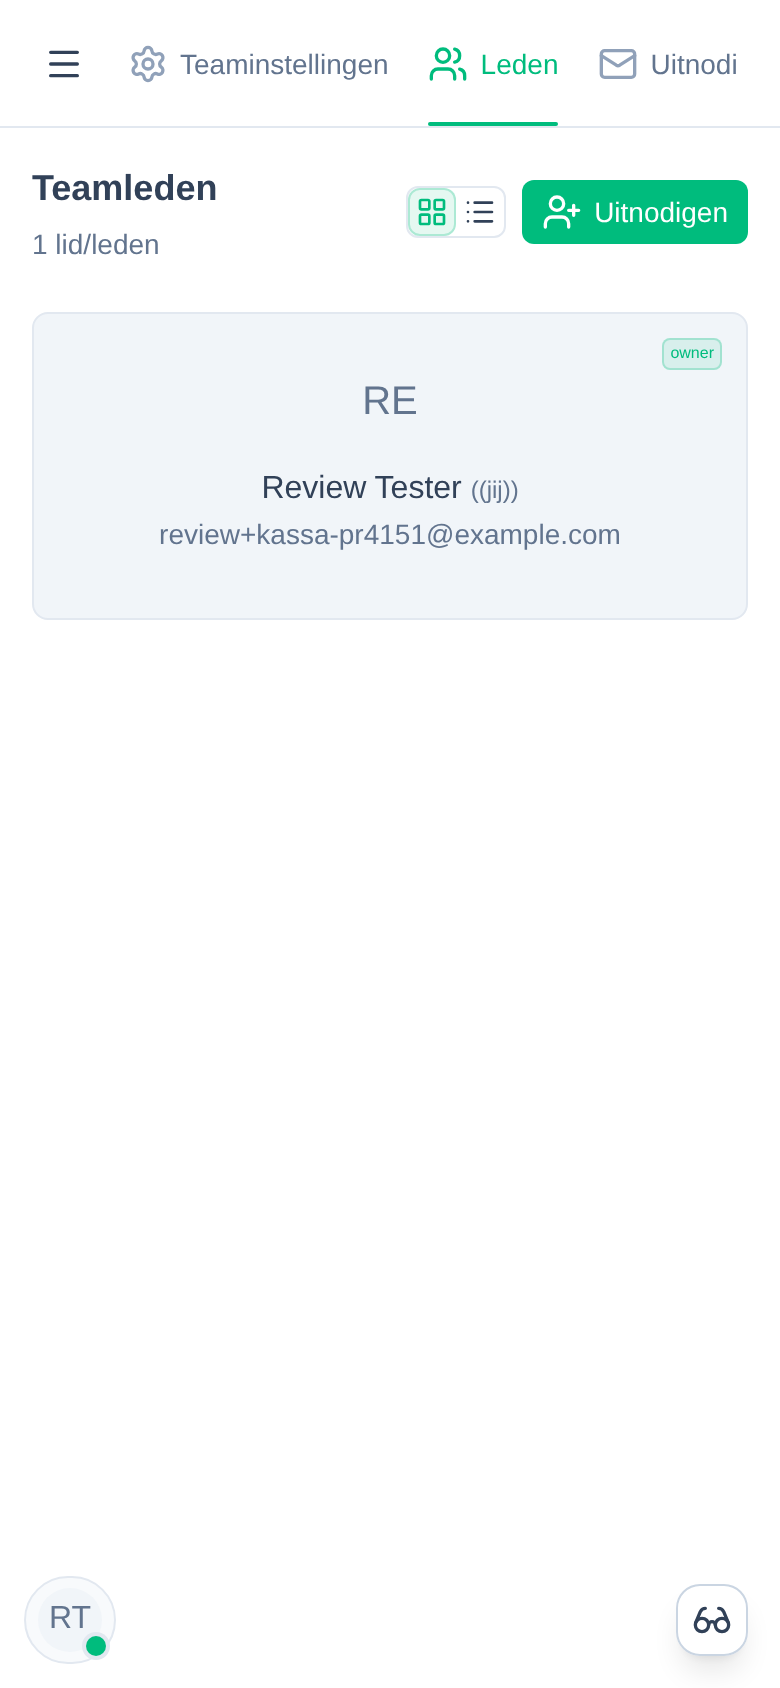 Teaminstellingen Leden Uitnodi
Teamleden
1 lid/leden
Uitnodigen
owner
RE
Review Tester ((jij))
review+kassa-pr4151@example.com
RT